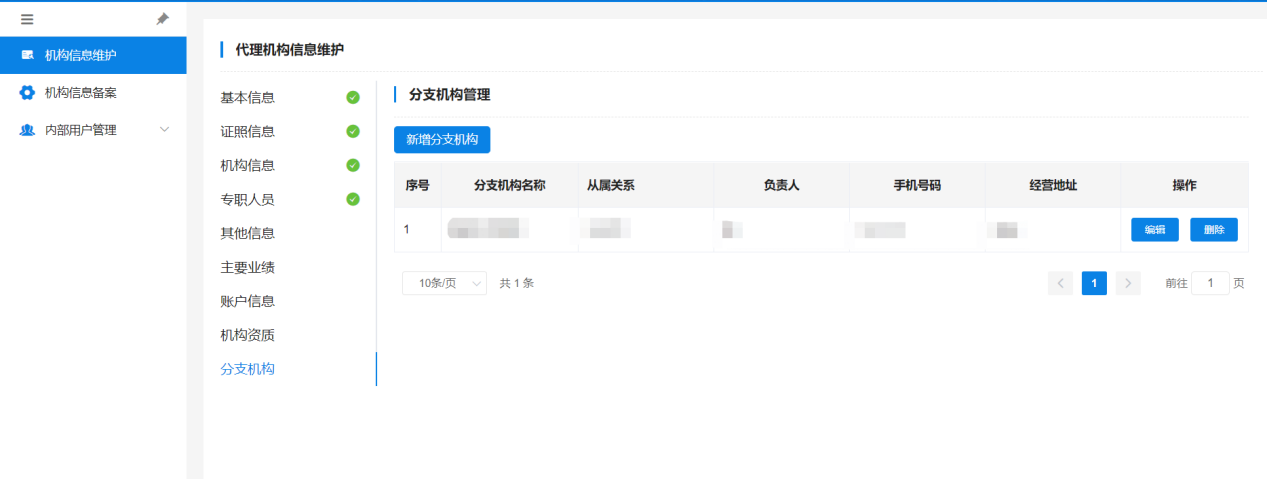 机构信息维护
机构信息备案
内部用户管理
代理机构信息维护
基本信息
证照信息
机构信息
专职人员
其他信息
主要业绩
账户信息
机构资质
分支机构
分支机构管理
新增分支机构
序号 分支机构名称 从属关系 负责人 手机号码 经营地址 操作
1 编辑 删除
10条/页 共 1 条 1 前往 1 页